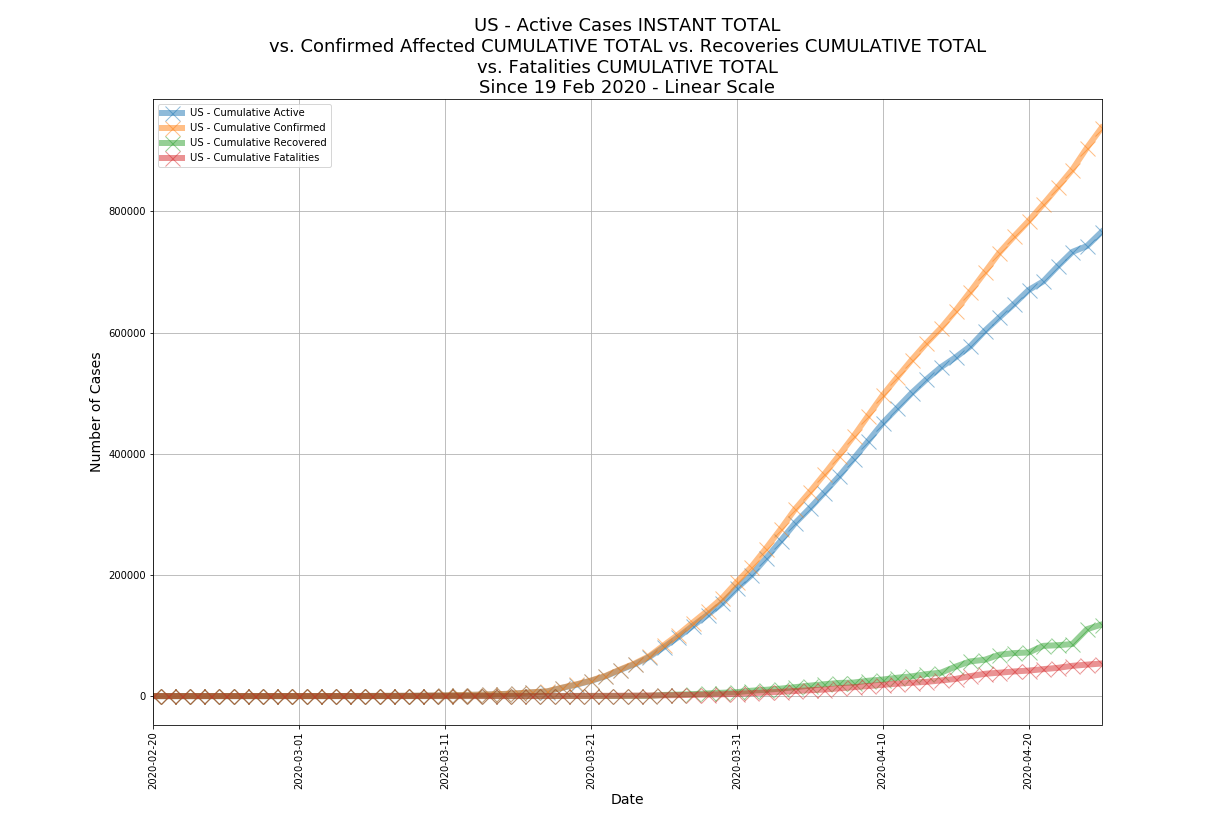 US - Active Cases INSTANT TOTAL
vs. Confirmed Affected CUMULATIVE TOTAL vs. Recoveries CUMULATIVE TOTAL
vs. Fatalities CUMULATIVE TOTAL
Since 19 Feb 2020 - Linear Scale
US - Cumulative Active
US - Cumulative Confirmed
US - Cumulative Recovered
US - Cumulative Fatalities
Number of Cases
800000
600000
400000
200000
0
2020-02-20
2020-03-01
2020-03-11
2020-03-21
2020-03-31
2020-04-10
2020-04-20
Date